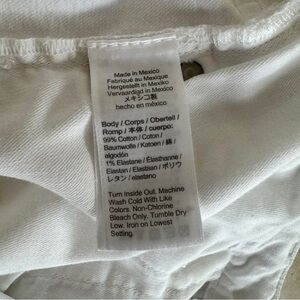 Made in Mexico
Fabriqué au Mexique
Hergestellt in Mexiko
Vervaardigd in Mexico
メキシコ製
hecho en méxico
Body / Corps / Oberteil /
Romp / 本体 / cuerpo:
99% Cotton / Coton /
Baumwolle / Katoen / 綿 /
algodón
1% Elastane / Élasthanne /
Elastan / Elastaan / ポリウ
レタン / elastano
Turn Inside Out. Machine
Wash Cold With Like
Colors. Non-Chlorine
Bleach Only. Tumble Dry
Low. Iron on Lowest
Setting.